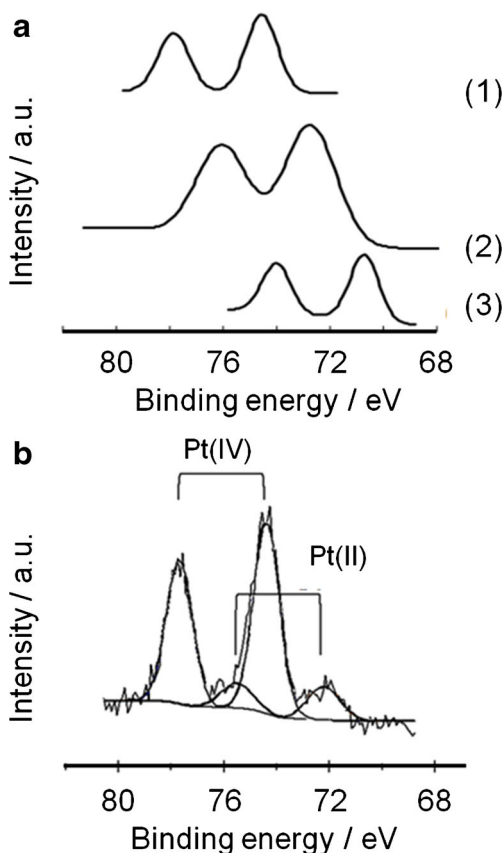 a
Intensity / a.u.
(1)
(2)
(3)
80 76 72 68
Binding energy / eV
b
Intensity / a.u.
Pt(IV)
Pt(II)
80 76 72 68
Binding energy / eV